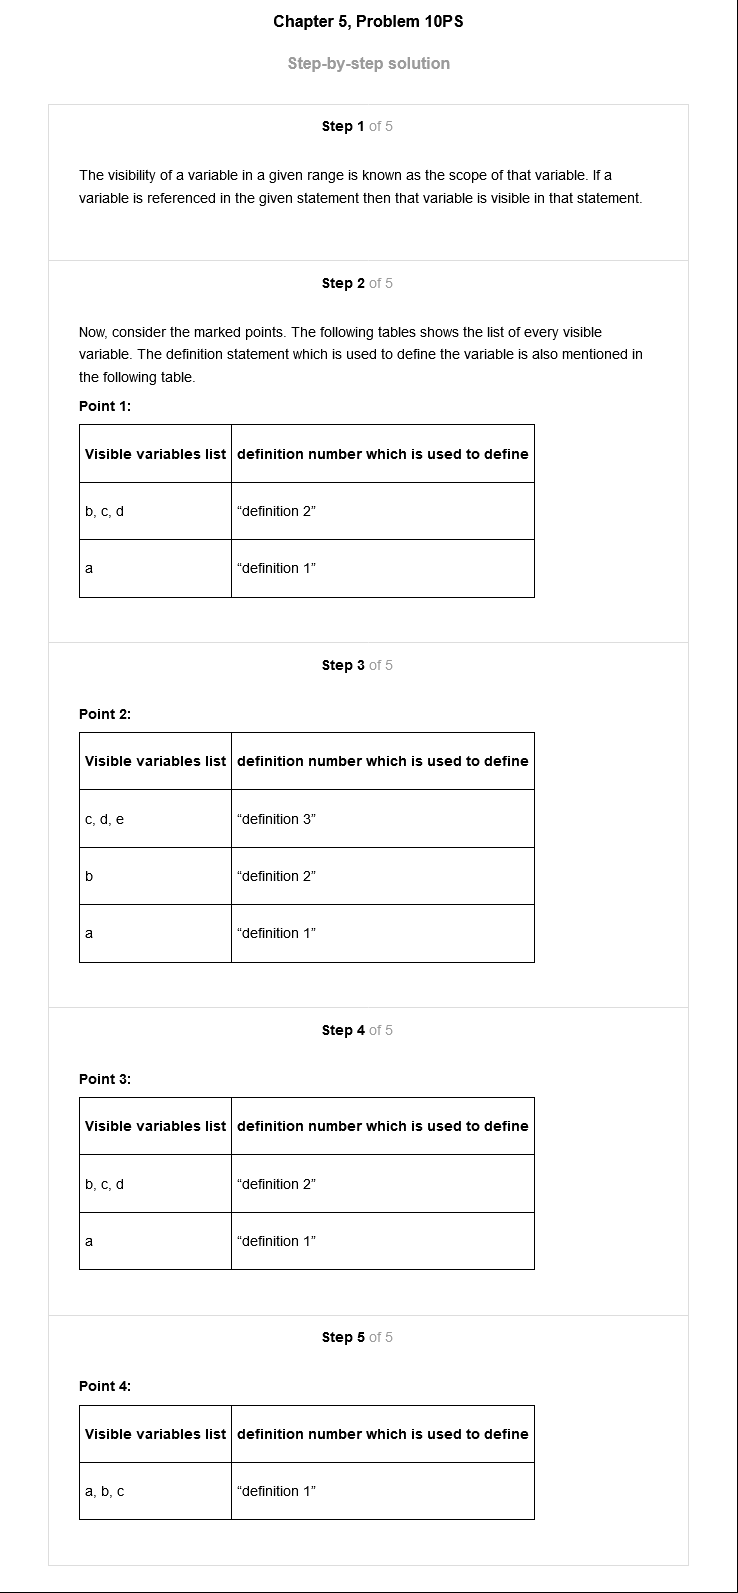 Chapter 5, Problem 10PS
Step-by-step solution
Step 1 of 5
The visibility of a variable in a given range is known as the scope of that variable. If a
variable is referenced in the given statement then that variable is visible in that statement.
Step 2 of 5
Now, consider the marked points. The following tables shows the list of every visible
variable. The definition statement which is used to define the variable is also mentioned in
the following table.
Point 1:
Visible variables list definition number which is used to define
b, c, d “definition 2”
a “definition 1”
Step 3 of 5
Point 2:
Visible variables list definition number which is used to define
c, d, e “definition 3”
b “definition 2”
a “definition 1”
Step 4 of 5
Point 3:
Visible variables list definition number which is used to define
b, c, d “definition 2”
a “definition 1”
Step 5 of 5
Point 4:
Visible variables list definition number which is used to define
a, b, c “definition 1”